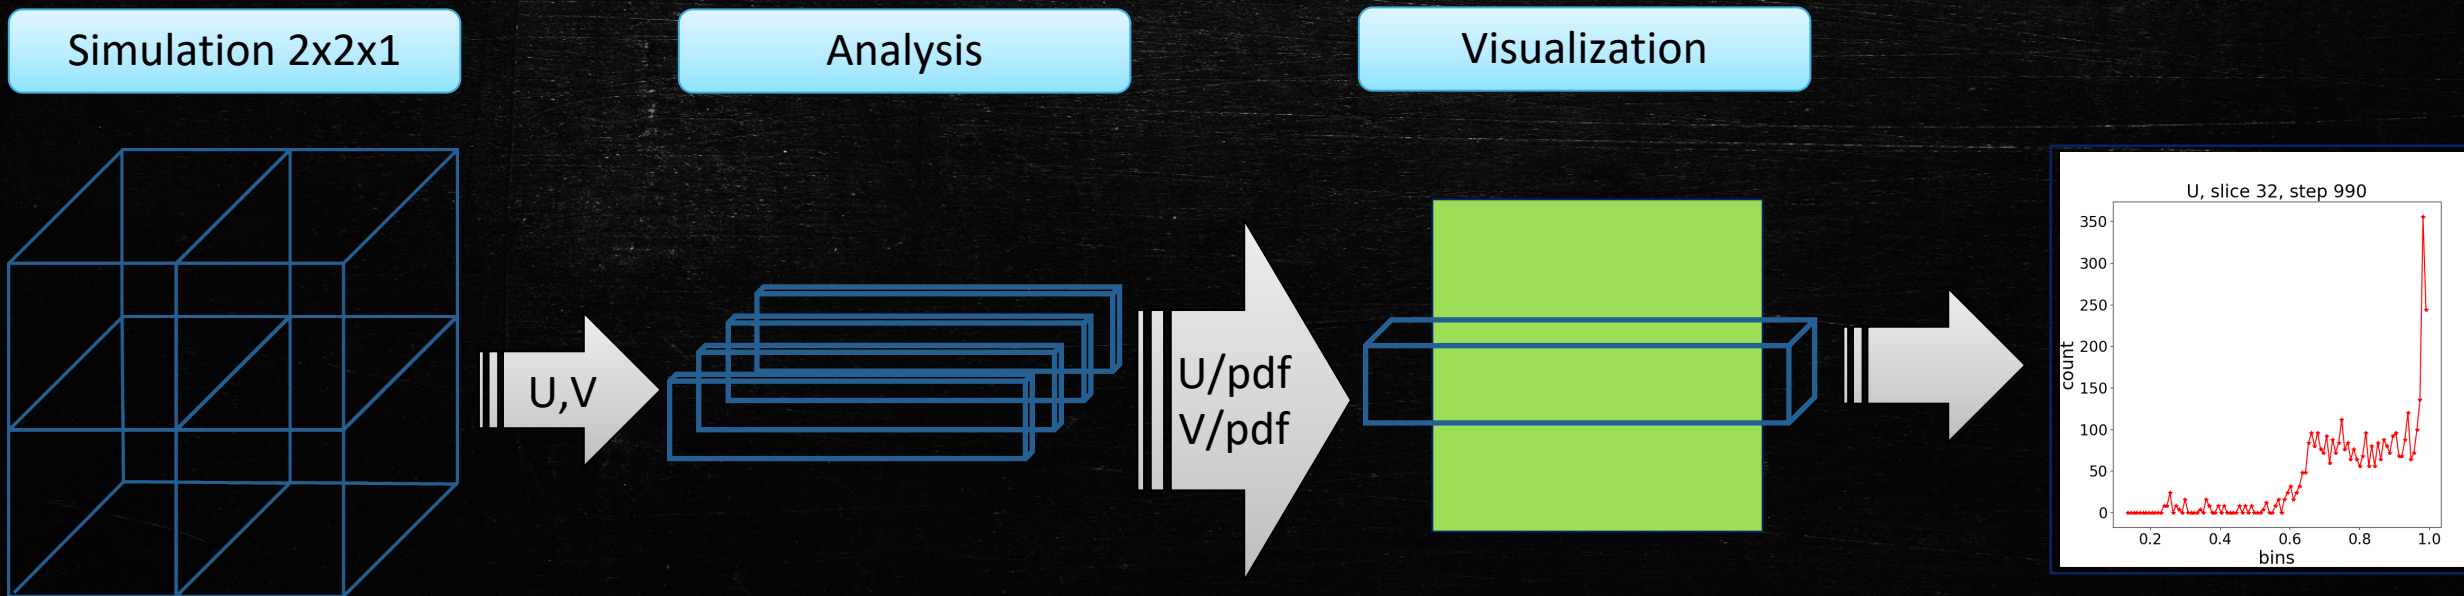 Simulation 2x2x1
Analysis
Visualization
U,V
U/pdf
V/pdf
U, slice 32, step 990
350
300
250
200
150
100
50
0
count
0.2 0.4 0.6 0.8 1.0
bins